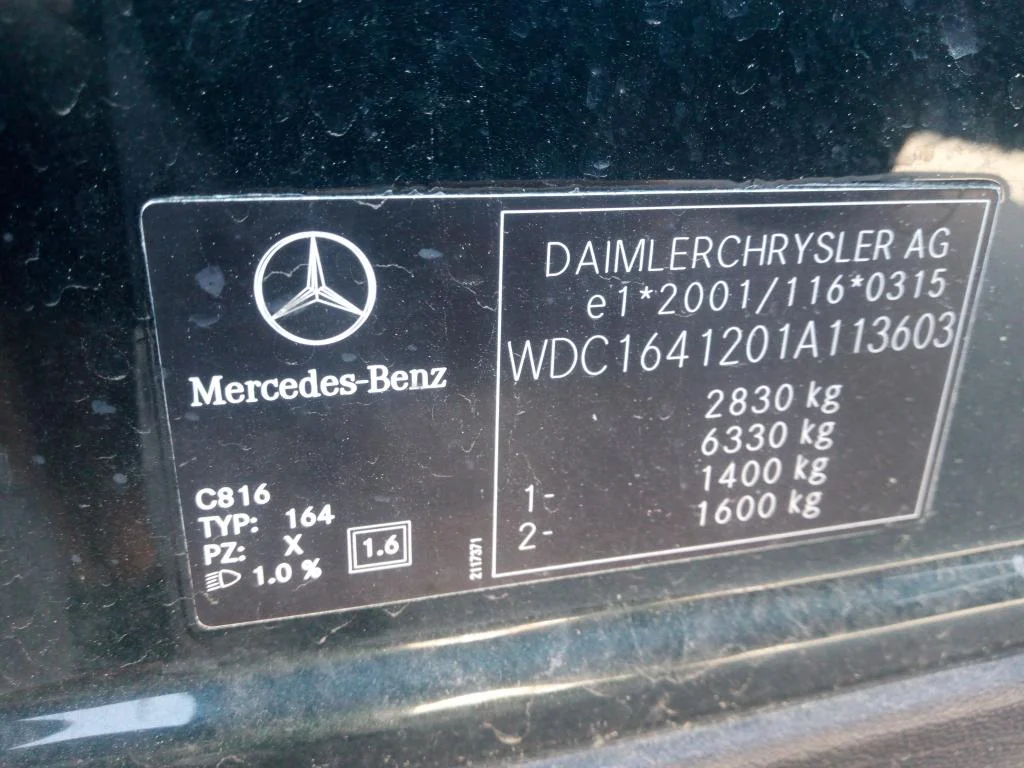 Mercedes-Benz
C816
TYP: 164
PZ: X
1.0 %
1.6
2117371
DAIMLERCHRYSLER AG
e1*2001/116*0315
WDC1641201A113603
2830 kg
6330 kg
1- 1400 kg
2- 1600 kg